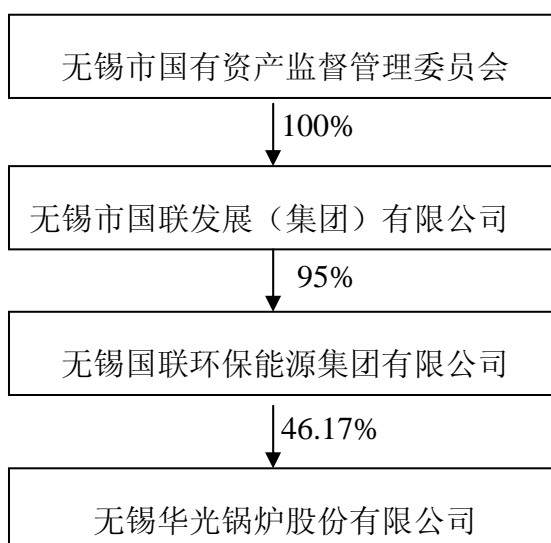 无锡市国有资产监督管理委员会
100%
无锡市国联发展（集团）有限公司
95%
无锡国联环保能源集团有限公司
46.17%
无锡华光锅炉股份有限公司